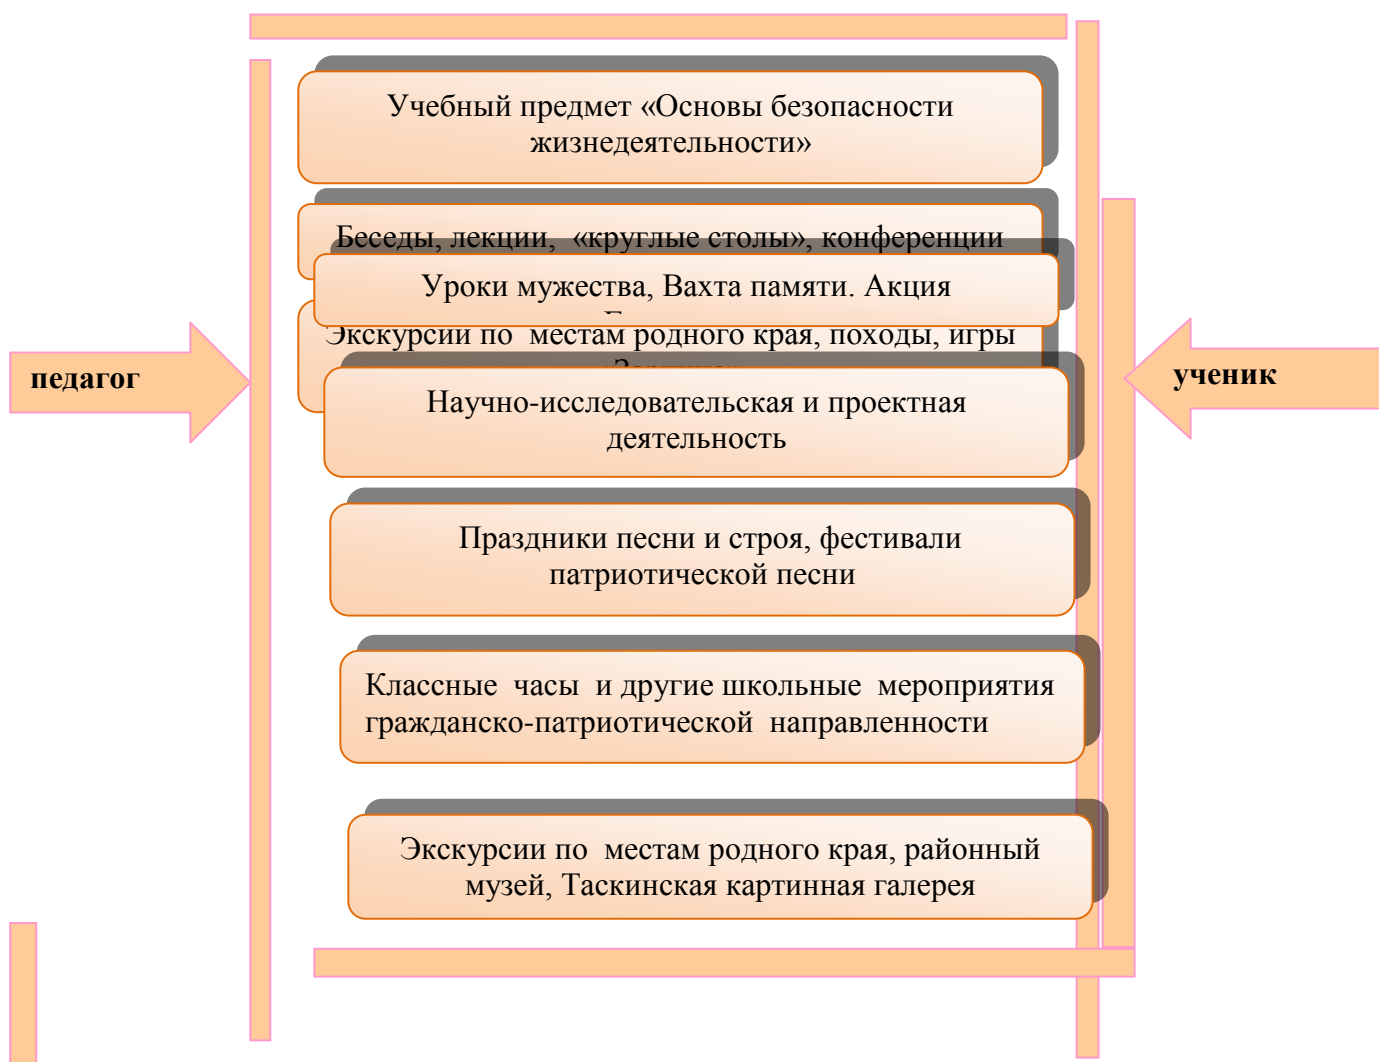 Учебный предмет «Основы безопасности
жизнедеятельности»
Беседы, лекции,  «круглые столы», конференции
Уроки мужества, Вахта памяти. Акция
Экскурсии по  местам родного края, походы, игры
педагог
ученик
Научно-исследовательская и проектная
деятельность
Праздники песни и строя, фестивали
патриотической песни
Классные  часы  и другие школьные  мероприятия
гражданско-патриотической  направленности
Экскурсии по  местам родного края, районный
музей, Таскинская картинная галерея